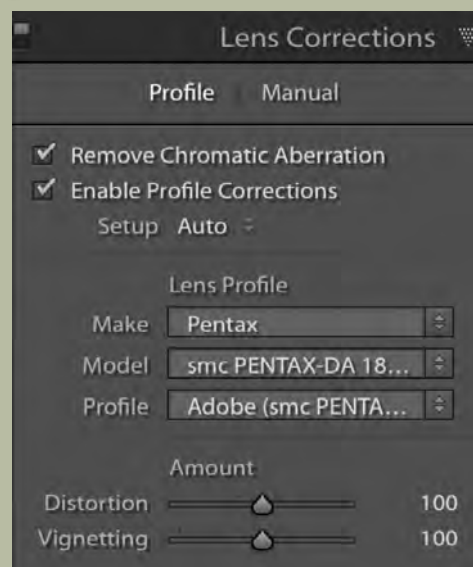 Lens Corrections
Profile Manual
Remove Chromatic Aberration
Enable Profile Corrections
Setup Auto
Lens Profile
Make Pentax
Model smc PENTAX-DA 18...
Profile Adobe (smc PENTA...
Amount
Distortion 100
Vignetting 100